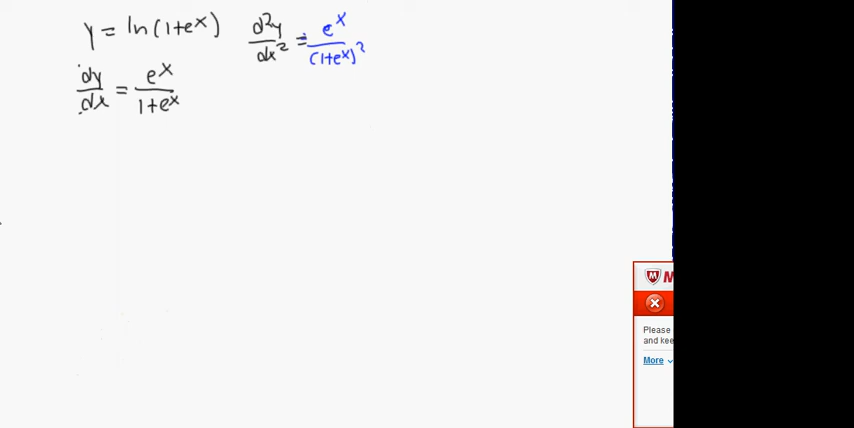 y = ln(1+e^x)
d²y/dx² = e^x/(1+e^x)²
dy/dx = e^x/1+e^x
M
Please
and kee
More